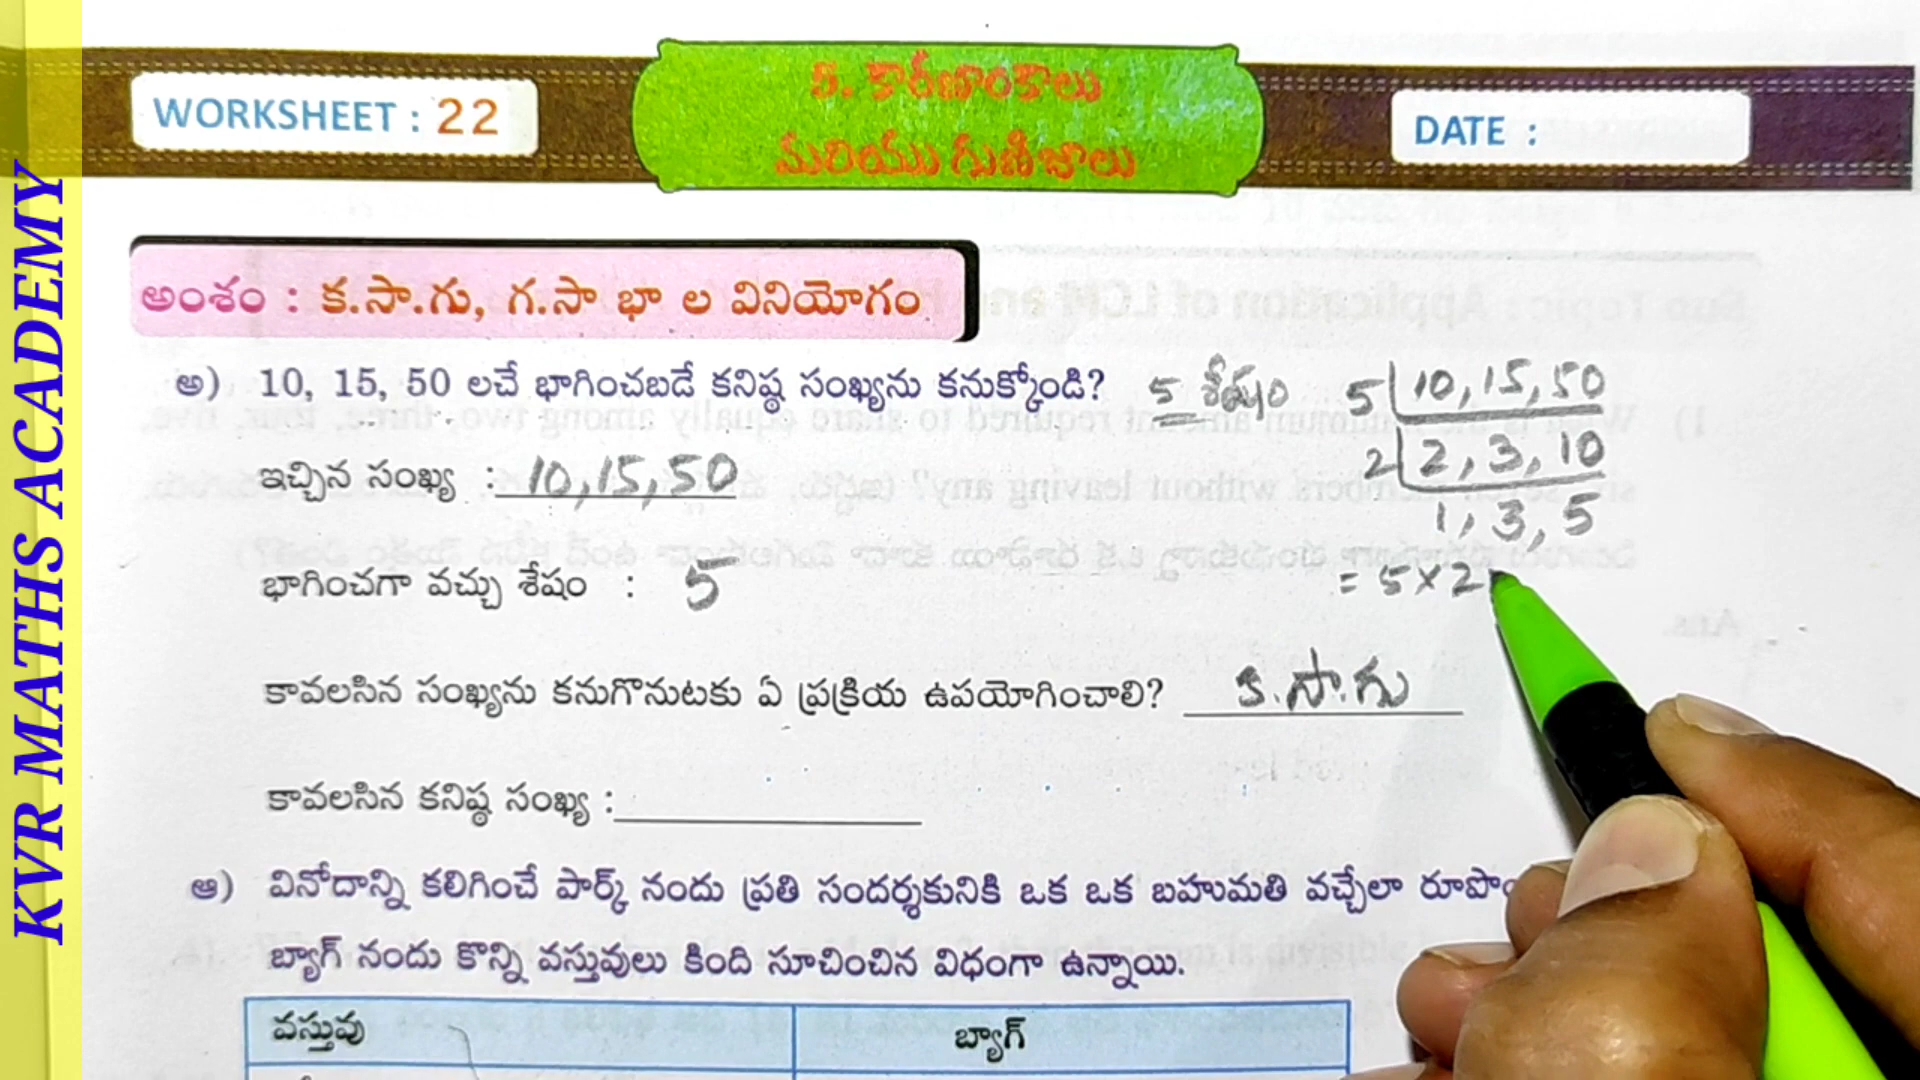 KVR MATHS ACADEMY
WORKSHEET : 22
5. కారణాంకాలు
మరియు గుణిజాలు
DATE :
అంశం : క.సా.గు, గ.సా భా ల వినియోగం
అ) 10, 15, 50 లచే భాగించబడే కనిష్ఠ సంఖ్యను కనుక్కోండి? 5 శేషం
5 10, 15, 50
2 2, 3, 10
1, 3, 5
= 5 × 2
ఇచ్చిన సంఖ్య : 10, 15, 50
భాగించగా వచ్చు శేషం : 5
కావలసిన సంఖ్యను కనుగొనుటకు ఏ ప్రక్రియ ఉపయోగించాలి? క.సా.గు
కావలసిన కనిష్ఠ సంఖ్య :
ఆ) వినోదాన్ని కలిగించే పార్క్ నందు ప్రతి సందర్శకునికి ఒక ఒక బహుమతి వచ్చేలా
బ్యాగ్ నందు కొన్ని వస్తువులు కింది సూచించిన విధంగా ఉన్నాయి.
వస్తువు బ్యాగ్